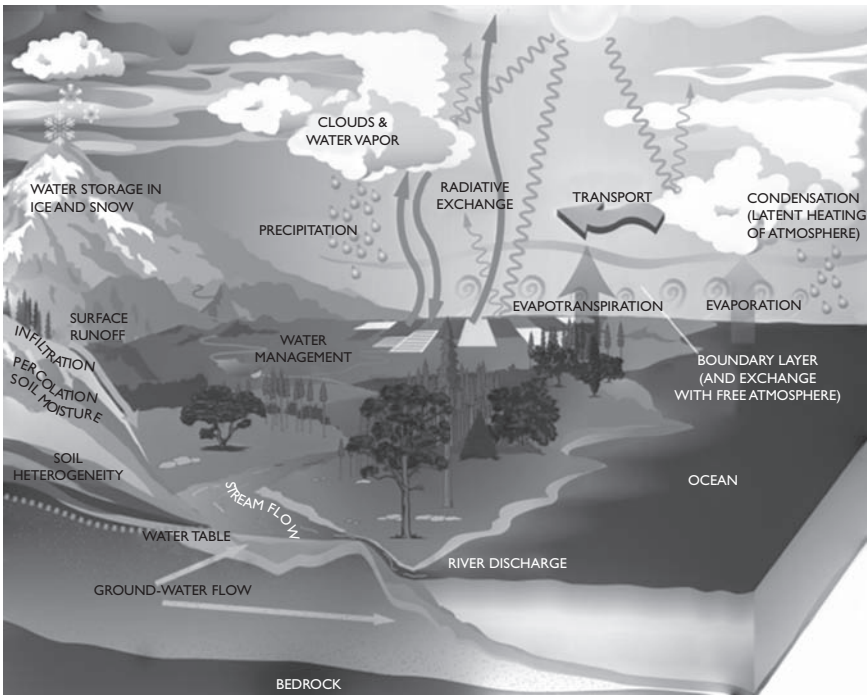 CLOUDS &
WATER VAPOR
WATER STORAGE IN
ICE AND SNOW
RADIATIVE
EXCHANGE
TRANSPORT
CONDENSATION
(LATENT HEATING
OF ATMOSPHERE)
PRECIPITATION
EVAPOTRANSPIRATION
EVAPORATION
SURFACE
RUNOFF
INFILTRATION
PERCOLATION
SOIL MOISTURE
WATER
MANAGEMENT
BOUNDARY LAYER
(AND EXCHANGE
WITH FREE ATMOSPHERE)
SOIL
HETEROGENEITY
STREAM FLOW
OCEAN
WATER TABLE
RIVER DISCHARGE
GROUND-WATER FLOW
BEDROCK